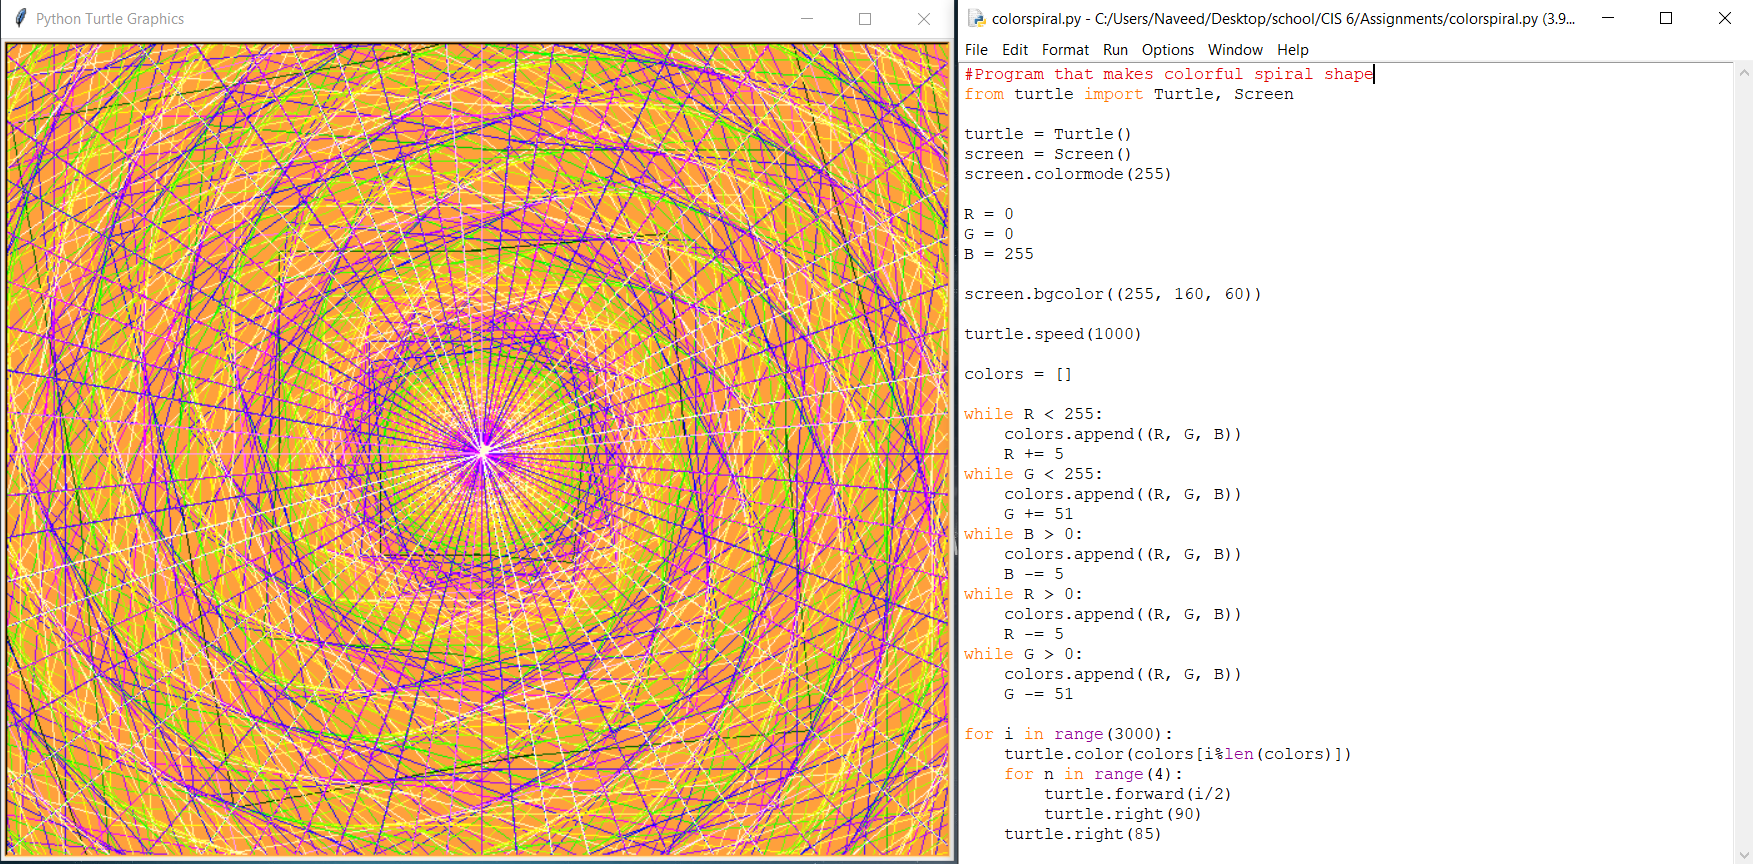 Python Turtle Graphics
colorspiral.py - C:/Users/Naveed/Desktop/school/CIS 6/Assignments/colorspiral.py (3.9...
File Edit Format Run Options Window Help
#Program that makes colorful spiral shape
from turtle import Turtle, Screen

turtle = Turtle()
screen = Screen()
screen.colormode(255)

R = 0
G = 0
B = 255

screen.bgcolor((255, 160, 60))

turtle.speed(1000)

colors = []

while R < 255:
    colors.append((R, G, B))
    R += 5
while G < 255:
    colors.append((R, G, B))
    G += 51
while B > 0:
    colors.append((R, G, B))
    B -= 5
while R > 0:
    colors.append((R, G, B))
    R -= 5
while G > 0:
    colors.append((R, G, B))
    G -= 51

for i in range(3000):
    turtle.color(colors[i%len(colors)])
    for n in range(4):
        turtle.forward(i/2)
        turtle.right(90)
    turtle.right(85)